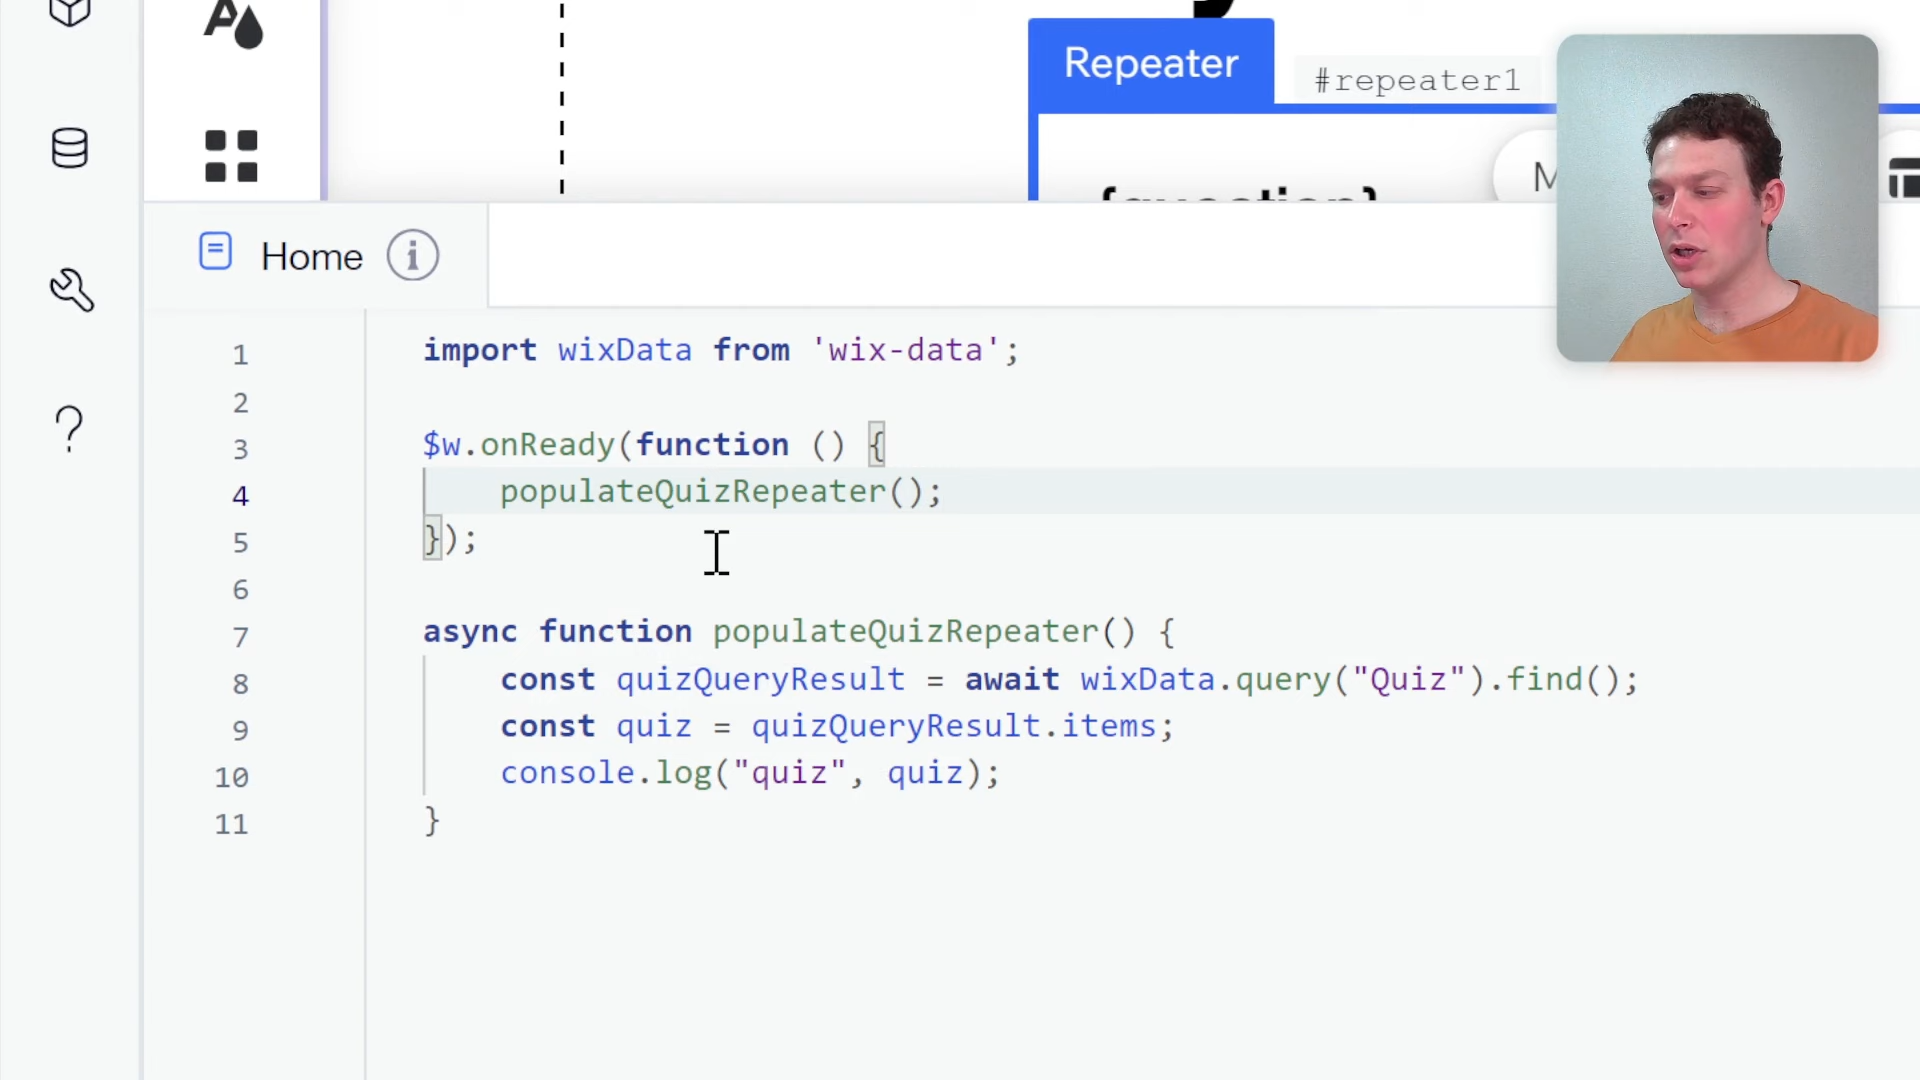 Repeater
#repeater1
M
{question}
Home
1 import wixData from 'wix-data';
2
3 $w.onReady(function () {
4 populateQuizRepeater();
5 });
6
7 async function populateQuizRepeater() {
8 const quizQueryResult = await wixData.query("Quiz").find();
9 const quiz = quizQueryResult.items;
10 console.log("quiz", quiz);
11 }